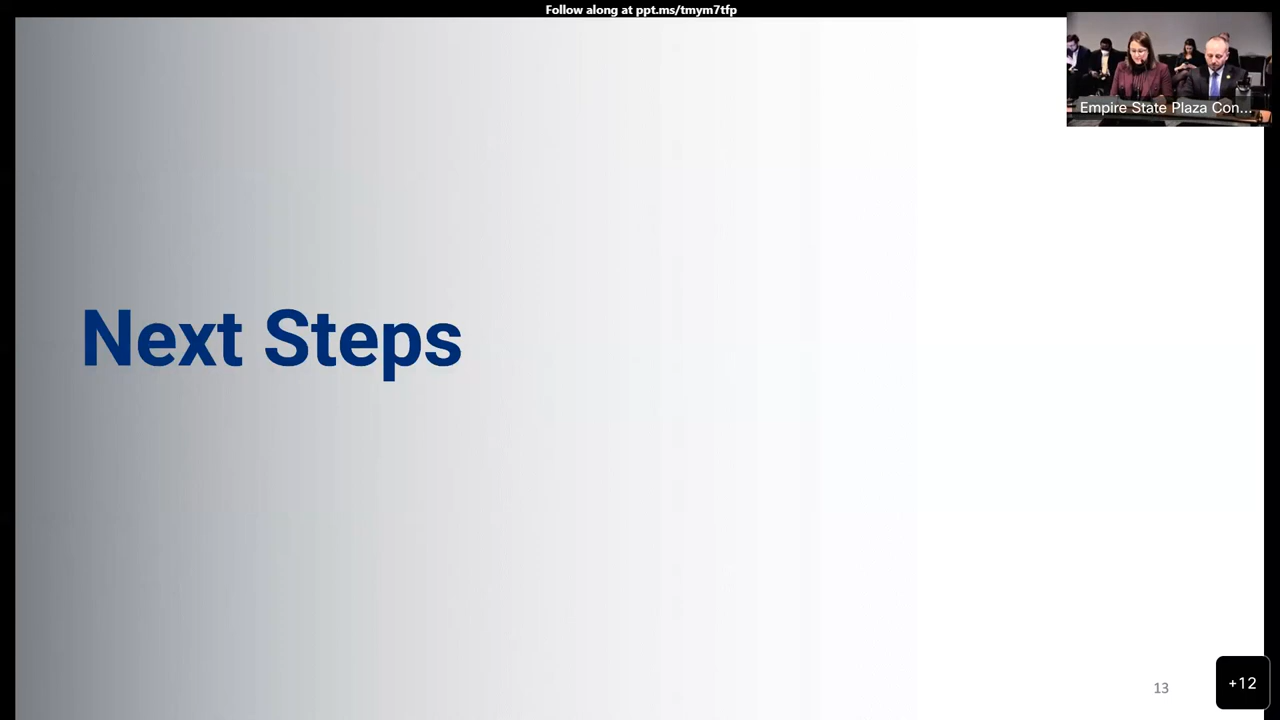 Follow along at ppt.ms/tmym7tfp
Empire State Plaza Con...
Next Steps
13
+12